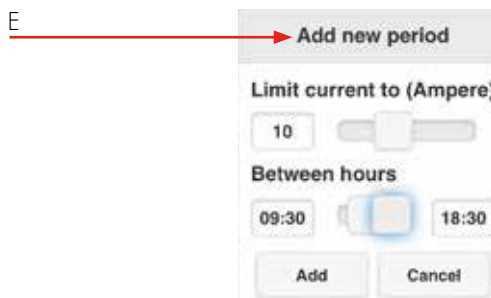 E
Add new period
Limit current to (Ampere)
10
Between hours
09:30 18:30
Add Cancel